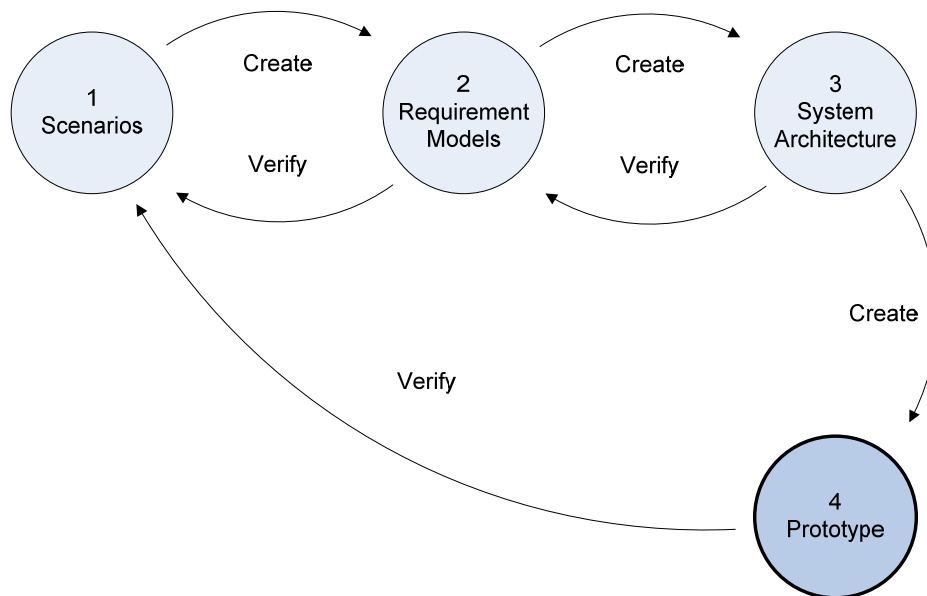 1
Scenarios
Create
2
Requirement
Models
Create
3
System
Architecture
Verify
Verify
Create
Verify
4
Prototype